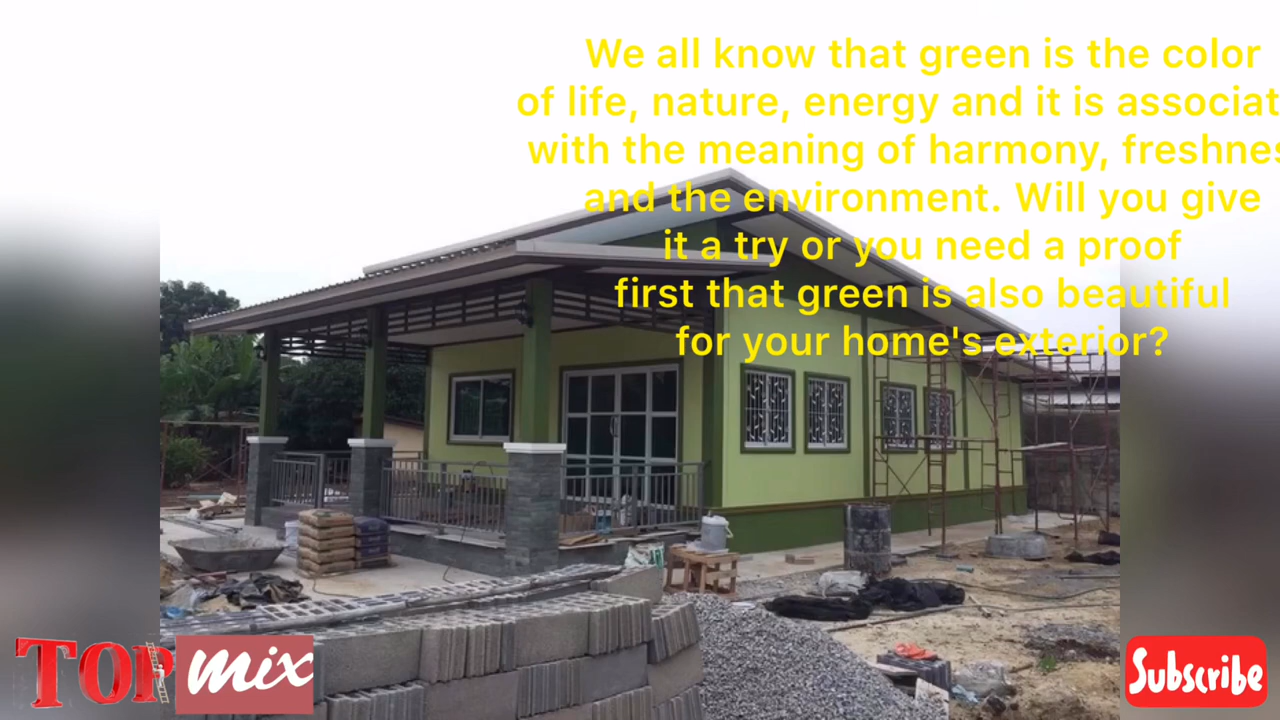 We all know that green is the color
of life, nature, energy and it is associat
with the meaning of harmony, freshnes
and the environment. Will you give
it a try or you need a proof
first that green is also beautiful
for your home's exterior?
TOP mix
Subscribe